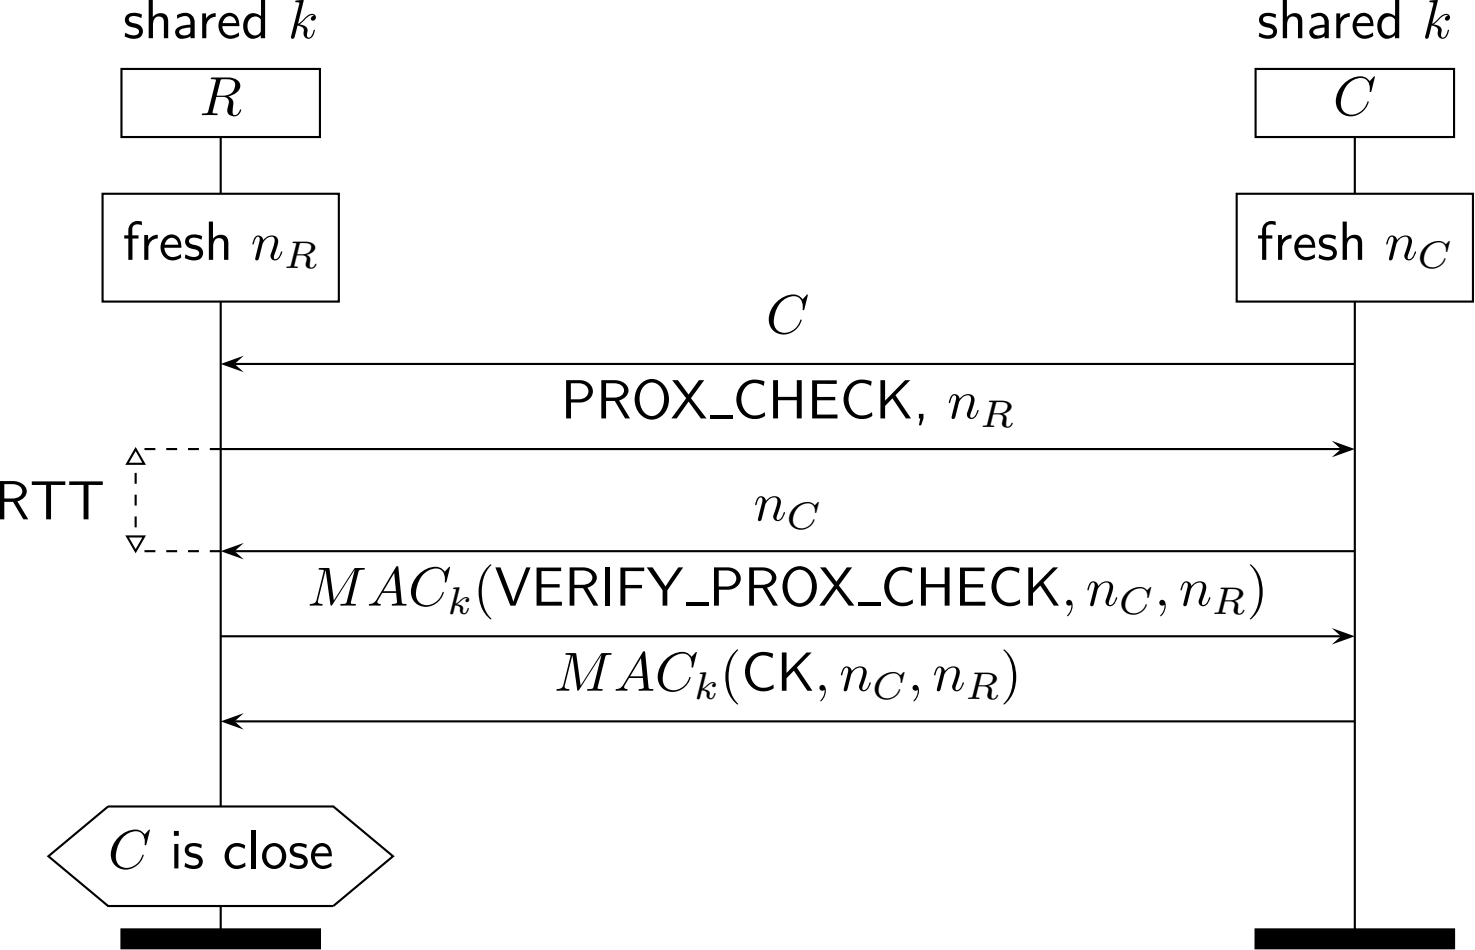 shared k shared k
R C
fresh n_R fresh n_C
C
PROX_CHECK, n_R
RTT
n_C
MAC_k(VERIFY_PROX_CHECK, n_C, n_R)
MAC_k(CK, n_C, n_R)
C is close